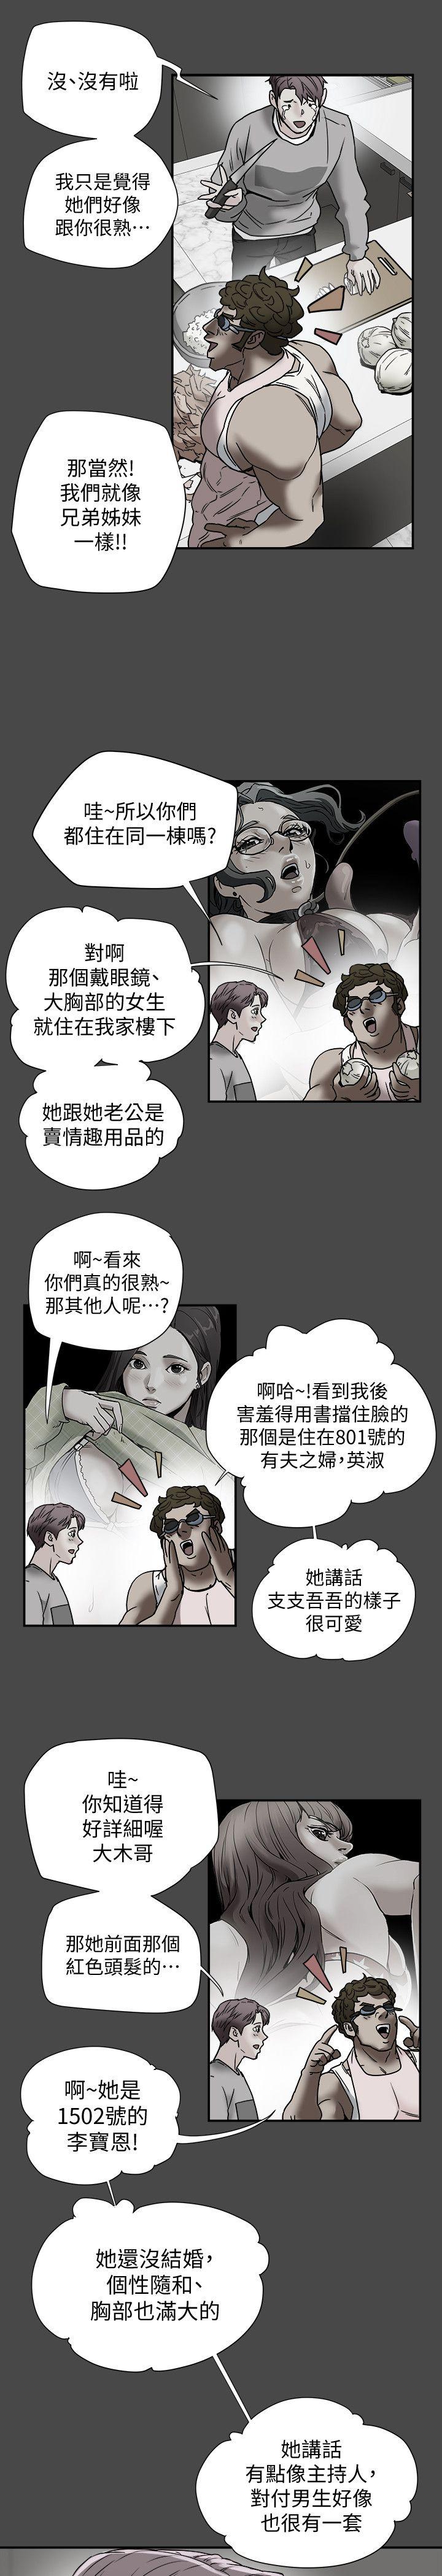 沒、沒有啦
我只是覺得
她們好像
跟你很熟⋯
那當然!
我們就像
兄弟姊妹
一樣!!
哇~所以你們
都住在同一棟嗎?
對啊
那個戴眼鏡、
大胸部的女生
就住在我家樓下
她跟她老公是
賣情趣用品的
啊~看來
你們真的很熟~
那其他人呢⋯?
啊哈~!看到我後
害羞得用書擋住臉的
那個是住在801號的
有夫之婦,英淑
她講話
支支吾吾的樣子
很可愛
哇~
你知道得
好詳細喔
大木哥
那她前面那個
紅色頭髮的⋯
啊~她是
1502號的
李寶恩!
她還沒結婚,
個性隨和、
胸部也滿大的
她講話
有點像主持人,
對付男生好像
也很有一套